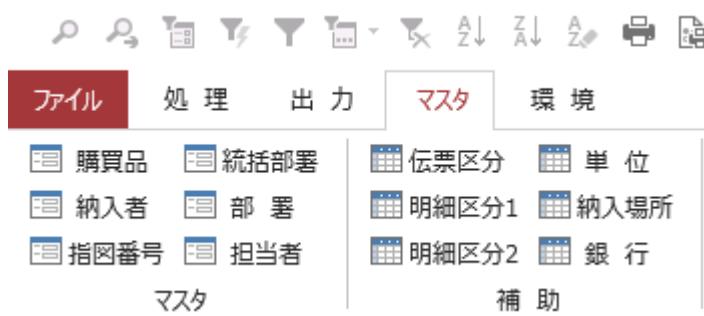 ファイル 処 理 出 力 マスタ 環 境
購買品 統括部署 伝票区分 単 位
納入者 部 署 明細区分1 納入場所
指図番号 担当者 明細区分2 銀 行
マスタ 補 助